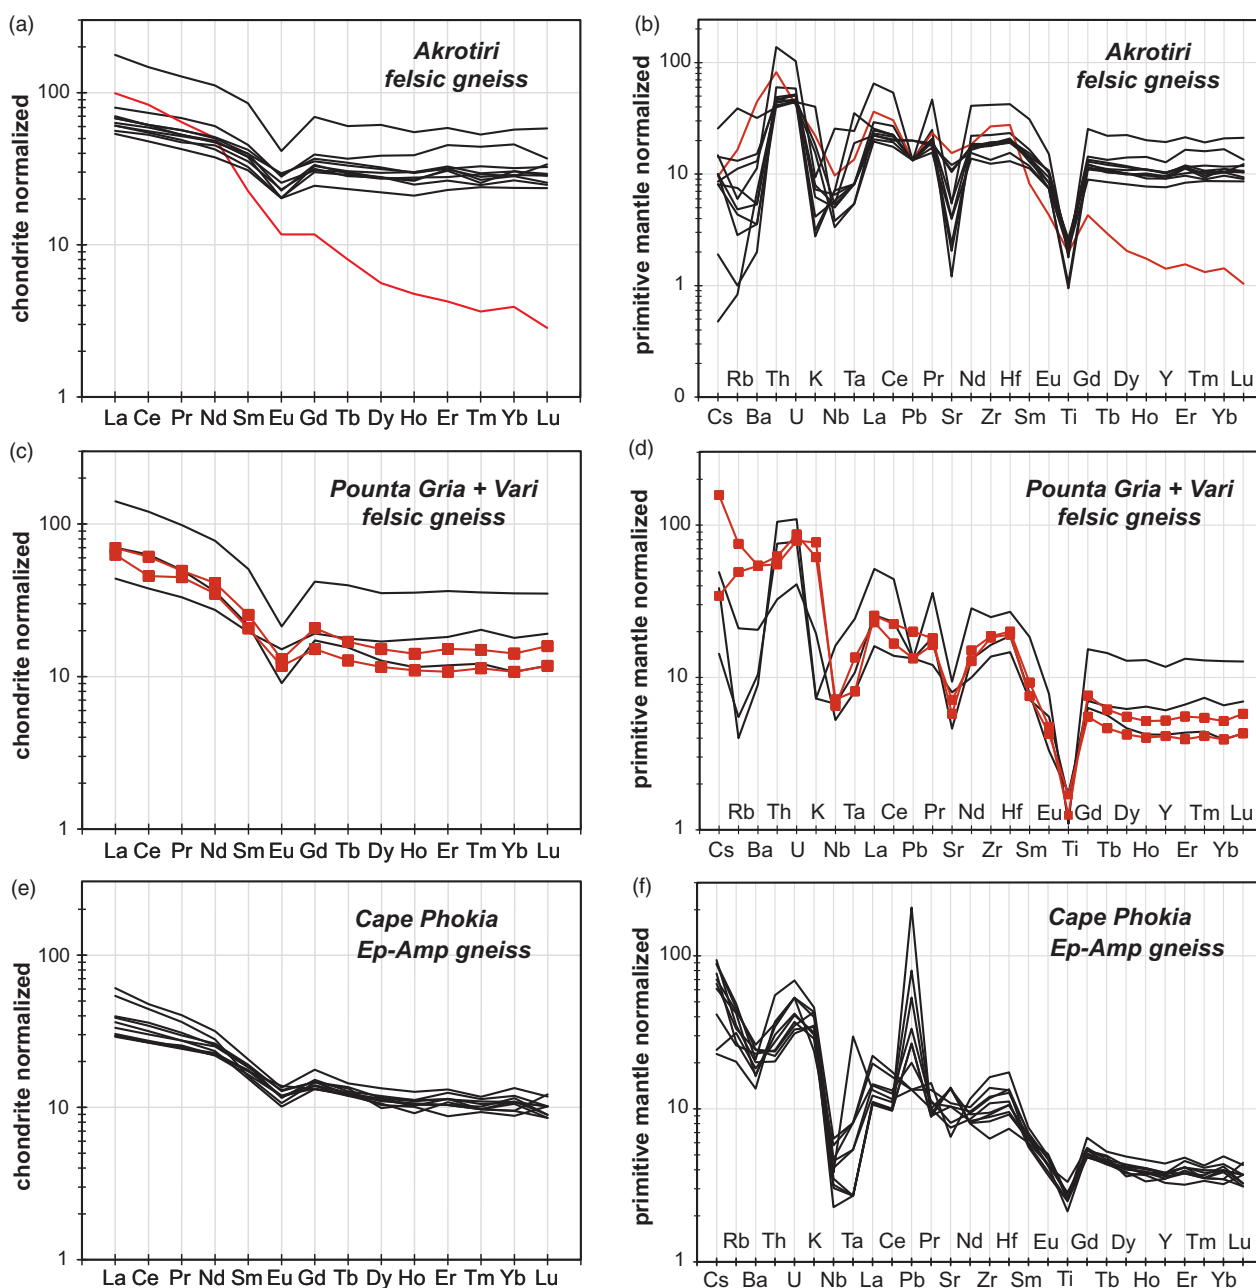 (a)
Akrotiri
felsic gneiss
chondrite normalized
100
10
1
La Ce Pr Nd Sm Eu Gd Tb Dy Ho Er Tm Yb Lu
(b)
Akrotiri
felsic gneiss
primitive mantle normalized
100
10
1
0
Rb Th K Ta Ce Pr Nd Hf Eu Gd Dy Y Tm Lu
Cs Ba U Nb La Pb Sr Zr Sm Ti Tb Ho Er Yb
(c)
Pounta Gria + Vari
felsic gneiss
chondrite normalized
100
10
1
La Ce Pr Nd Sm Eu Gd Tb Dy Ho Er Tm Yb Lu
(d)
Pounta Gria + Vari
felsic gneiss
primitive mantle normalized
100
10
1
Rb Th K Ta Ce Pr Nd Hf Eu Gd Dy Y Tm Lu
Cs Ba U Nb La Pb Sr Zr Sm Ti Tb Ho Er Yb
(e)
Cape Phokia
Ep-Amp gneiss
chondrite normalized
100
10
1
La Ce Pr Nd Sm Eu Gd Tb Dy Ho Er Tm Yb Lu
(f)
Cape Phokia
Ep-Amp gneiss
primitive mantle normalized
100
10
1
Rb Th K Ta Ce Pr Nd Hf Eu Gd Dy Y Tm Lu
Cs Ba U Nb La Pb Sr Zr Sm Ti Tb Ho Er Yb